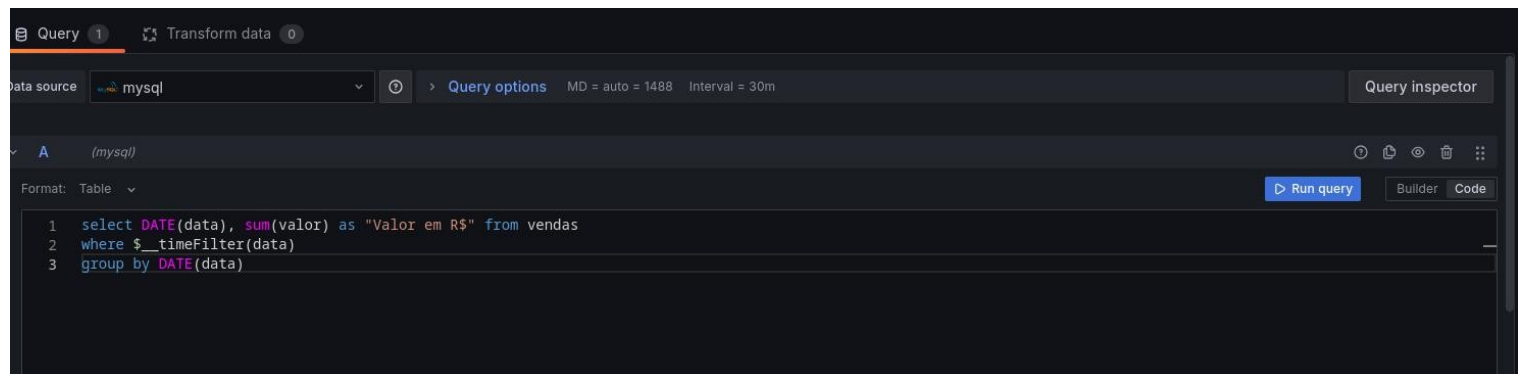 Query 1 Transform data 0
Data source mysql Query options MD = auto = 1488 Interval = 30m Query inspector
A (mysql)
Format: Table Run query Builder Code
1 select DATE(data), sum(valor) as "Valor em R$" from vendas
2 where $__timeFilter(data)
3 group by DATE(data)